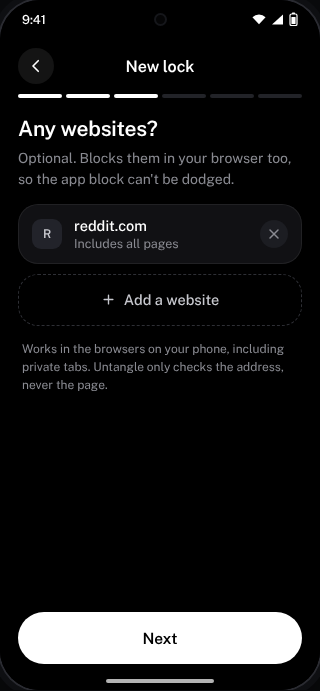 9:41
New lock
Any websites?
Optional. Blocks them in your browser too,
so the app block can't be dodged.
R
reddit.com
Includes all pages
+ Add a website
Works in the browsers on your phone, including
private tabs. Untangle only checks the address,
never the page.
Next